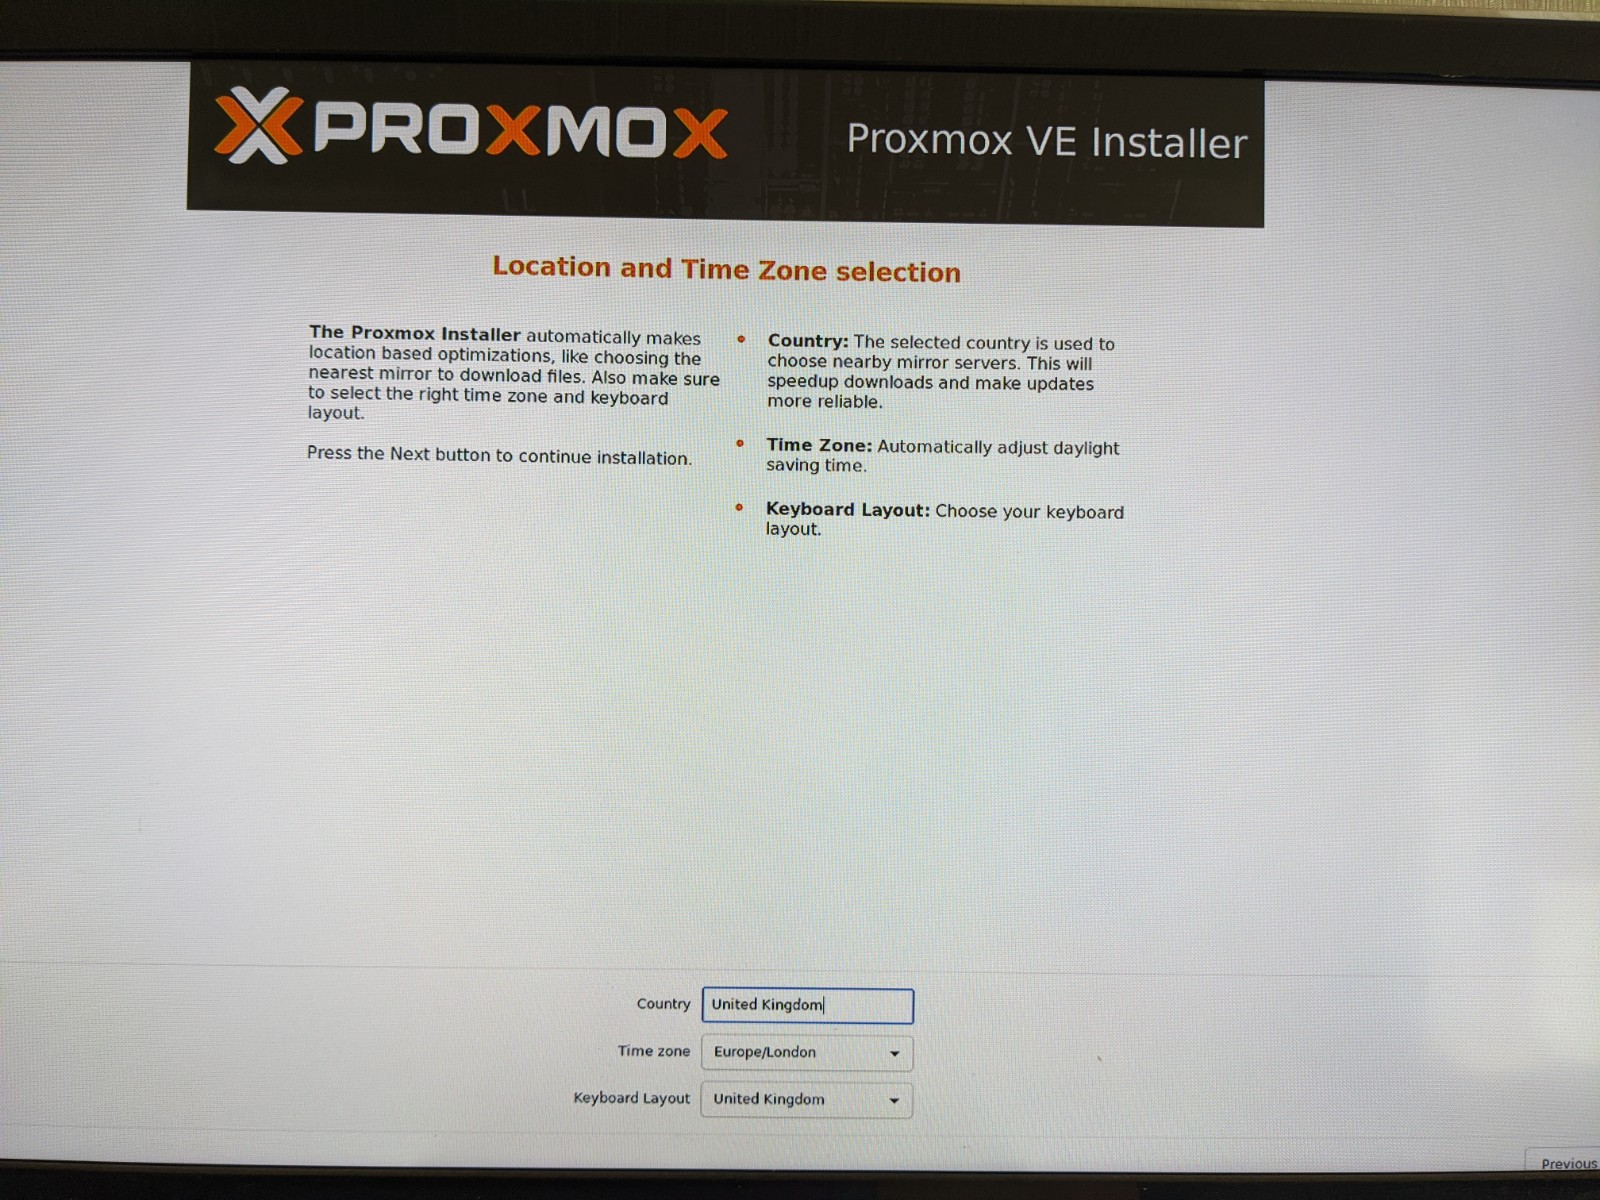 PROXMOX
Proxmox VE Installer
Location and Time Zone selection
The Proxmox Installer automatically makes
location based optimizations, like choosing the
nearest mirror to download files. Also make sure
to select the right time zone and keyboard
layout.
Press the Next button to continue installation.
Country: The selected country is used to
choose nearby mirror servers. This will
speedup downloads and make updates
more reliable.
Time Zone: Automatically adjust daylight
saving time.
Keyboard Layout: Choose your keyboard
layout.
Country United Kingdom
Time zone Europe/London
Keyboard Layout United Kingdom
Previous